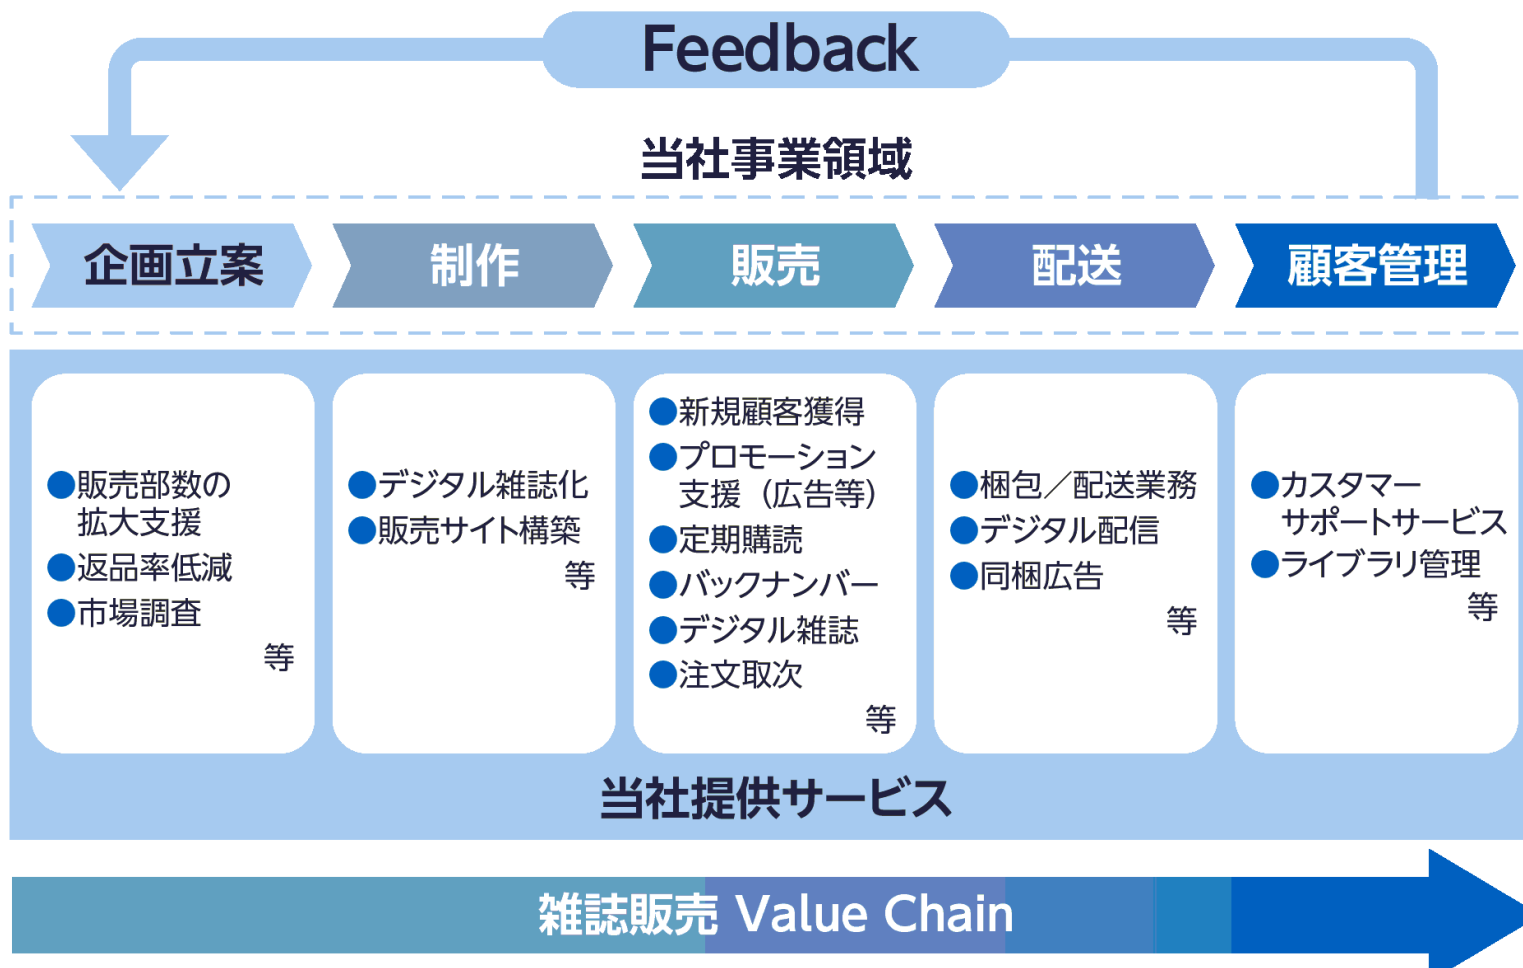 Feedback
当社事業領域
企画立案
制作
販売
配送
顧客管理
●販売部数の
拡大支援
●返品率低減
●市場調査
等
●デジタル雑誌化
●販売サイト構築
等
●新規顧客獲得
●プロモーション
支援（広告等）
●定期購読
●バックナンバー
●デジタル雑誌
●注文取次
等
●梱包／配送業務
●デジタル配信
●同梱広告
等
●カスタマー
サポートサービス
●ライブラリ管理
等
当社提供サービス
雑誌販売 Value Chain